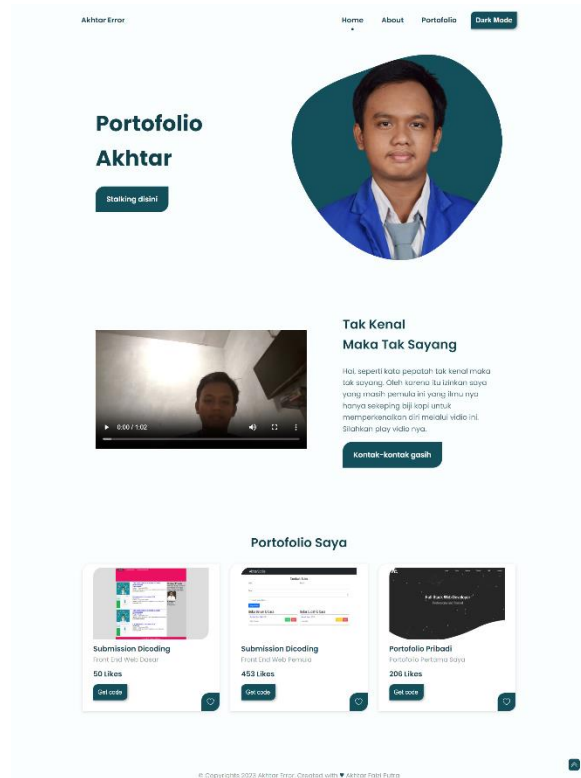 Akhtar Error
Home About Portofolio Dark Mode
Portofolio
Akhtar
Stalking disini
Tak Kenal
Maka Tak Sayang
Hai, seperti kata pepatah tak kenal maka
tak sayang. Oleh karena itu izinkan saya
yang masih pemula ini yang ilmu nya
hanya sekeping biji kopi untuk
memperkenalkan diri melalui vidio ini.
Silahkan play vidio nya.
0:00 / 1:02
Kontak-kontak gasih
Portofolio Saya
Submission Dicoding
Front End Web Dasar
50 Likes
Get code
Submission Dicoding
Front End Web Pemula
453 Likes
Get code
Portofolio Pribadi
Portofolio Pertama Saya
206 Likes
Get code
© Copyrights 2023 Akhtar Error. Created with ♥ Akhtar Fatri Putra